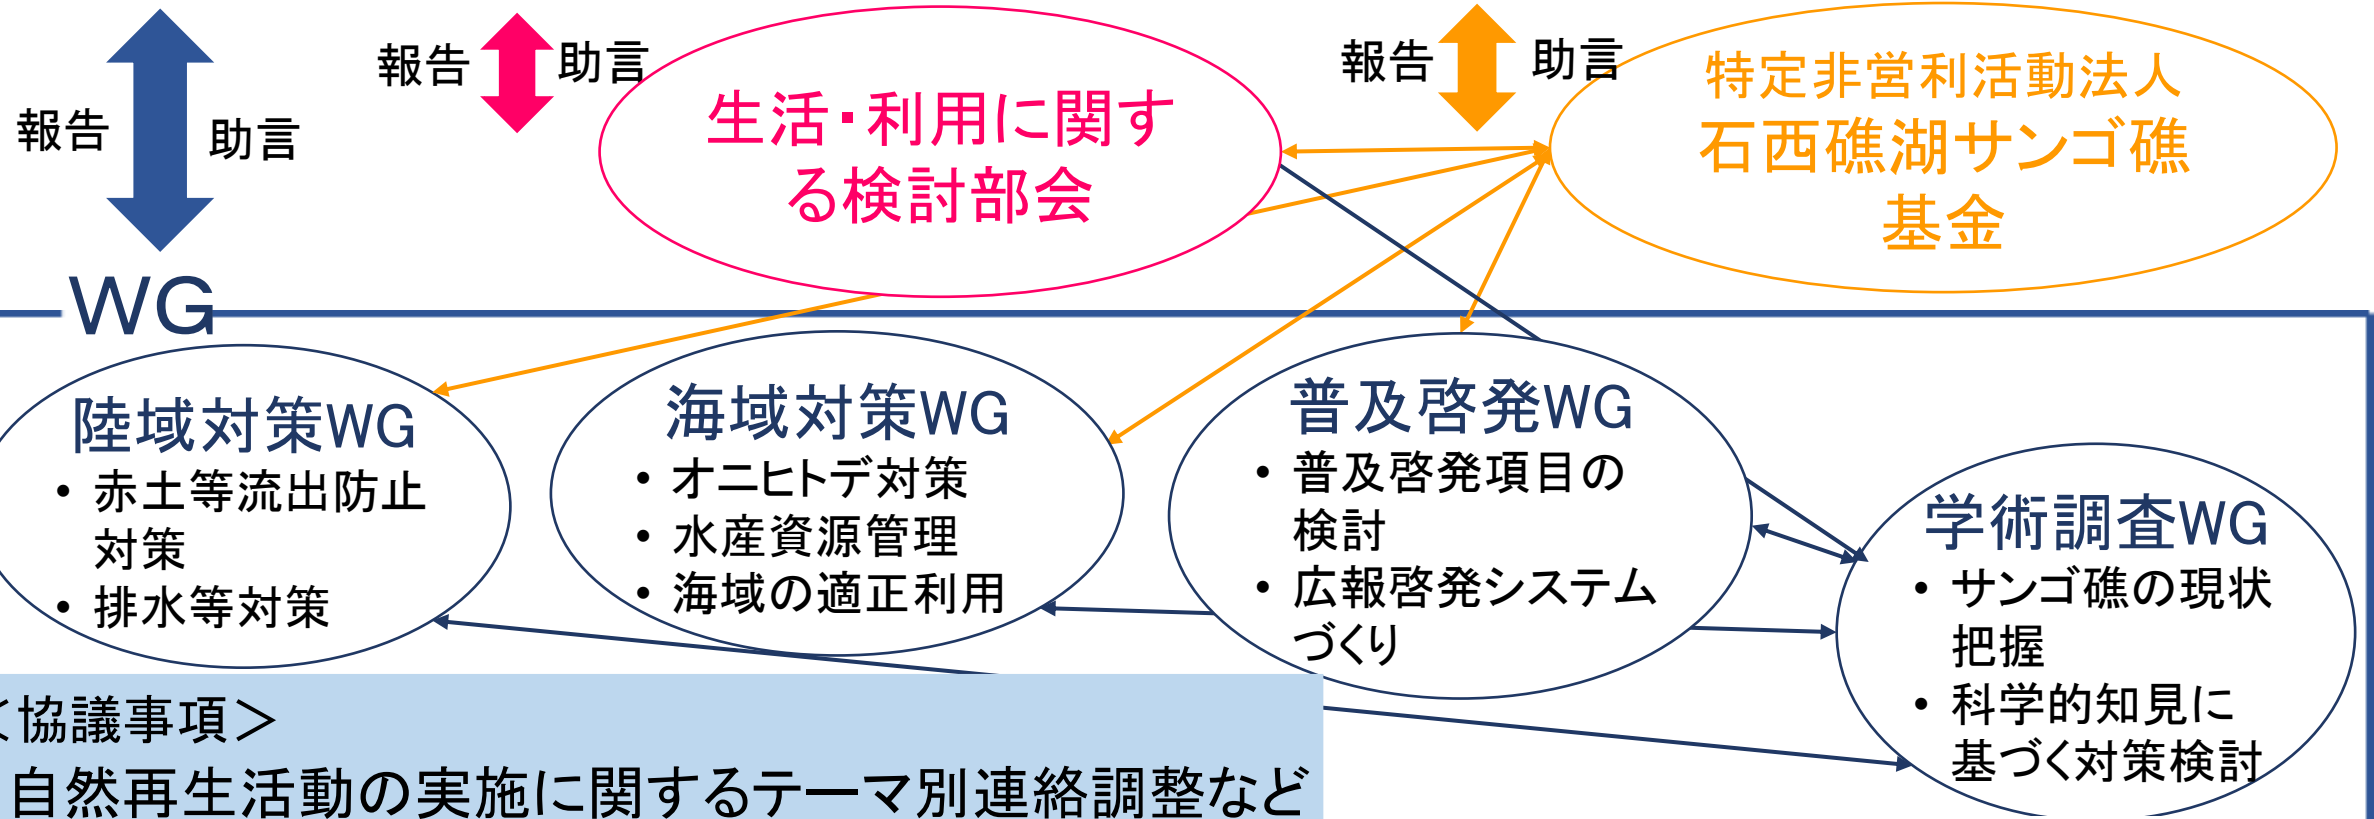 報告
助言
報告
助言
報告
助言
生活・利用に関す
る検討部会
特定非営利活動法人
石西礁湖サンゴ礁
基金
WG
陸域対策WG
• 赤土等流出防止
対策
• 排水等対策
海域対策WG
• オニヒトデ対策
• 水産資源管理
• 海域の適正利用
普及啓発WG
• 普及啓発項目の
検討
• 広報啓発システム
づくり
学術調査WG
• サンゴ礁の現状
把握
• 科学的知見に
基づく対策検討
<協議事項>
自然再生活動の実施に関するテーマ別連絡調整など